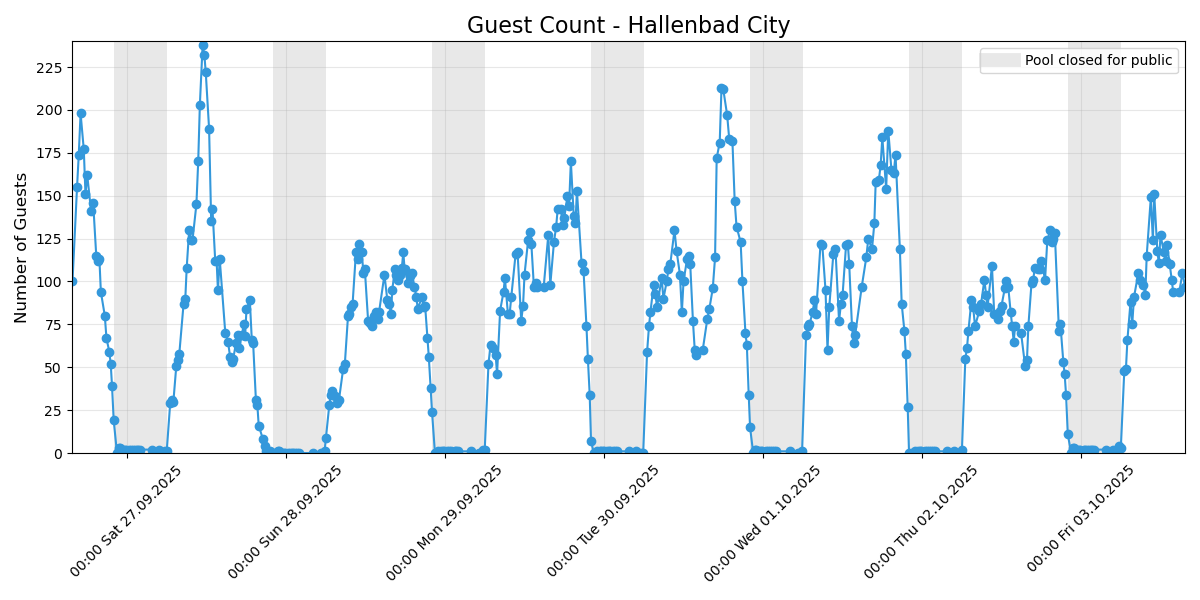 Guest Count - Hallenbad City
Pool closed for public
Number of Guests
225
200
175
150
125
100
75
50
25
0
00:00 Sat 27.09.2025
00:00 Sun 28.09.2025
00:00 Mon 29.09.2025
00:00 Tue 30.09.2025
00:00 Wed 01.10.2025
00:00 Thu 02.10.2025
00:00 Fri 03.10.2025